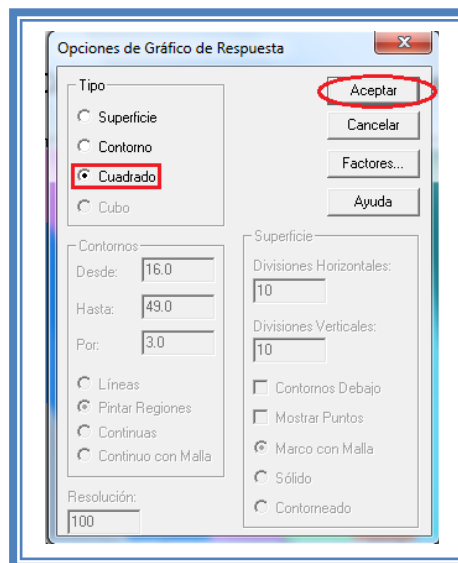 Opciones de Gráfico de Respuesta
Tipo
Superficie
Contorno
Cuadrado
Cubo
Aceptar
Cancelar
Factores...
Ayuda
Contornos
Desde: 16.0
Hasta: 49.0
Por: 3.0
Líneas
Pintar Regiones
Continuas
Continuo con Malla
Resolución:
100
Superficie
Divisiones Horizontales:
10
Divisiones Verticales:
10
Contornos Debajo
Mostrar Puntos
Marco con Malla
Sólido
Contorneado